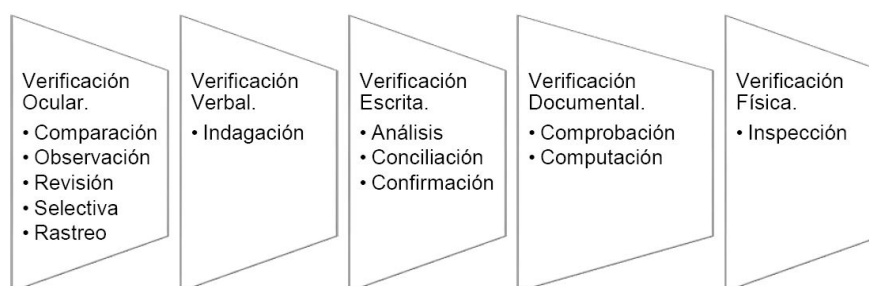 Verificación
Ocular.
• Comparación
• Observación
• Revisión
• Selectiva
• Rastreo
Verificación
Verbal.
• Indagación
Verificación
Escrita.
• Análisis
• Conciliación
• Confirmación
Verificación
Documental.
• Comprobación
• Computación
Verificación
Física.
• Inspección